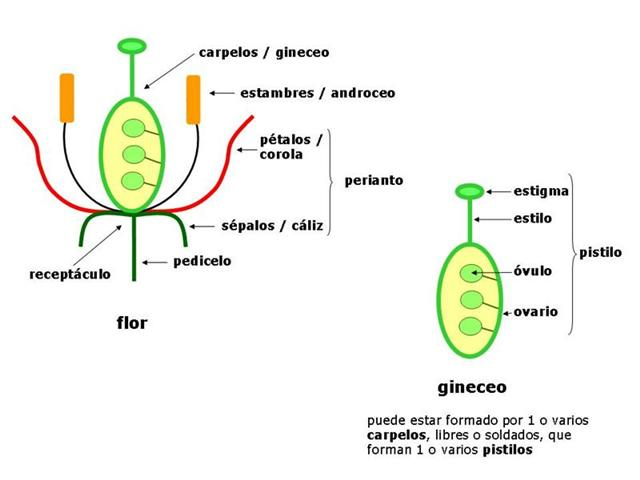 carpelos / gineceo
estambres / androceo
pétalos /
corola
perianto
sépalos / cáliz
pedicelo
receptáculo
flor
estigma
estilo
óvulo
ovario
pistilo
gineceo
puede estar formado por 1 o varios
carpelos, libres o soldados, que
forman 1 o varios pistilos